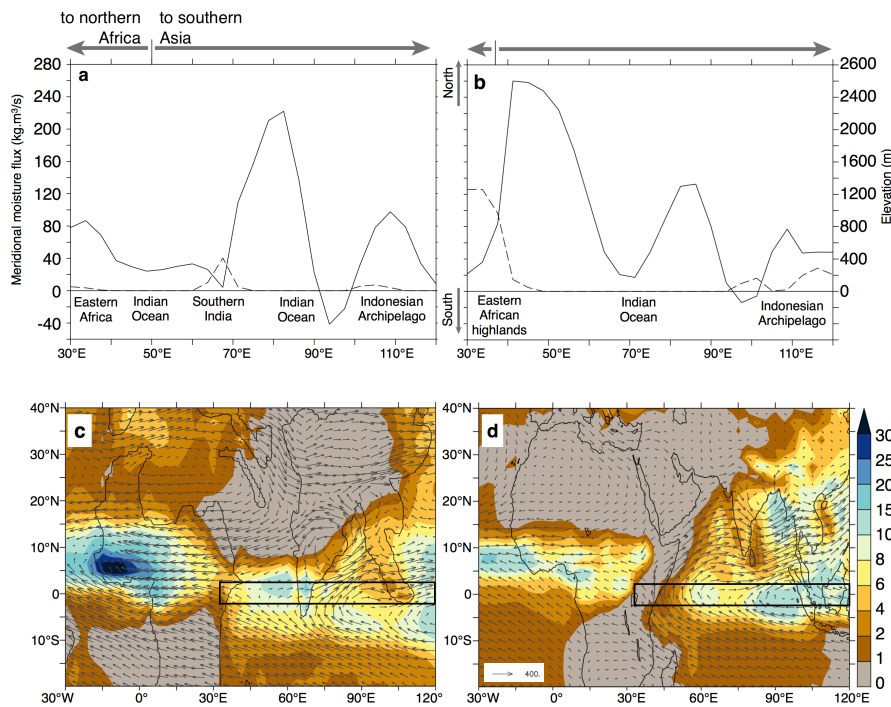 to northern
Africa
to southern
Asia
a
280
240
200
160
120
80
40
0
-40
Meridional moisture flux (kg.m³/s)
Eastern
Africa
Indian
Ocean
Southern
India
Indian
Ocean
Indonesian
Archipelago
30°E
50°E
70°E
90°E
110°E
b
North
South
2600
2400
2000
1600
1200
800
400
0
Elevation (m)
Eastern
African
highlands
Indian
Ocean
Indonesian
Archipelago
30°E
50°E
70°E
90°E
110°E
c
40°N
30°N
20°N
10°N
0
10°S
30°W
0°
30°E
60°E
90°E
120°
d
40°N
30°N
20°N
10°N
0
10°S
400.
30°W
0°E
30°E
60°E
90°E
120°E
30
25
20
15
10
8
6
4
2
1
0